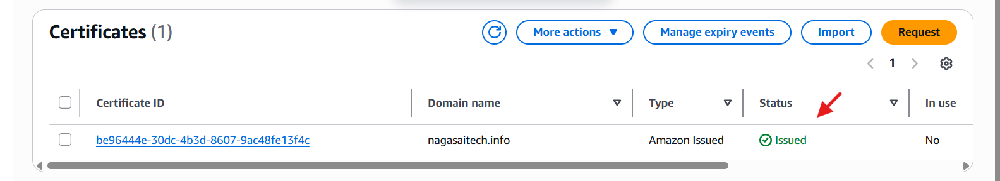 Certificates (1)
More actions
Manage expiry events
Import
Request
1
Certificate ID
Domain name
Type
Status
In use
be96444e-30dc-4b3d-8607-9ac48fe13f4c
nagasaitech.info
Amazon Issued
Issued
No